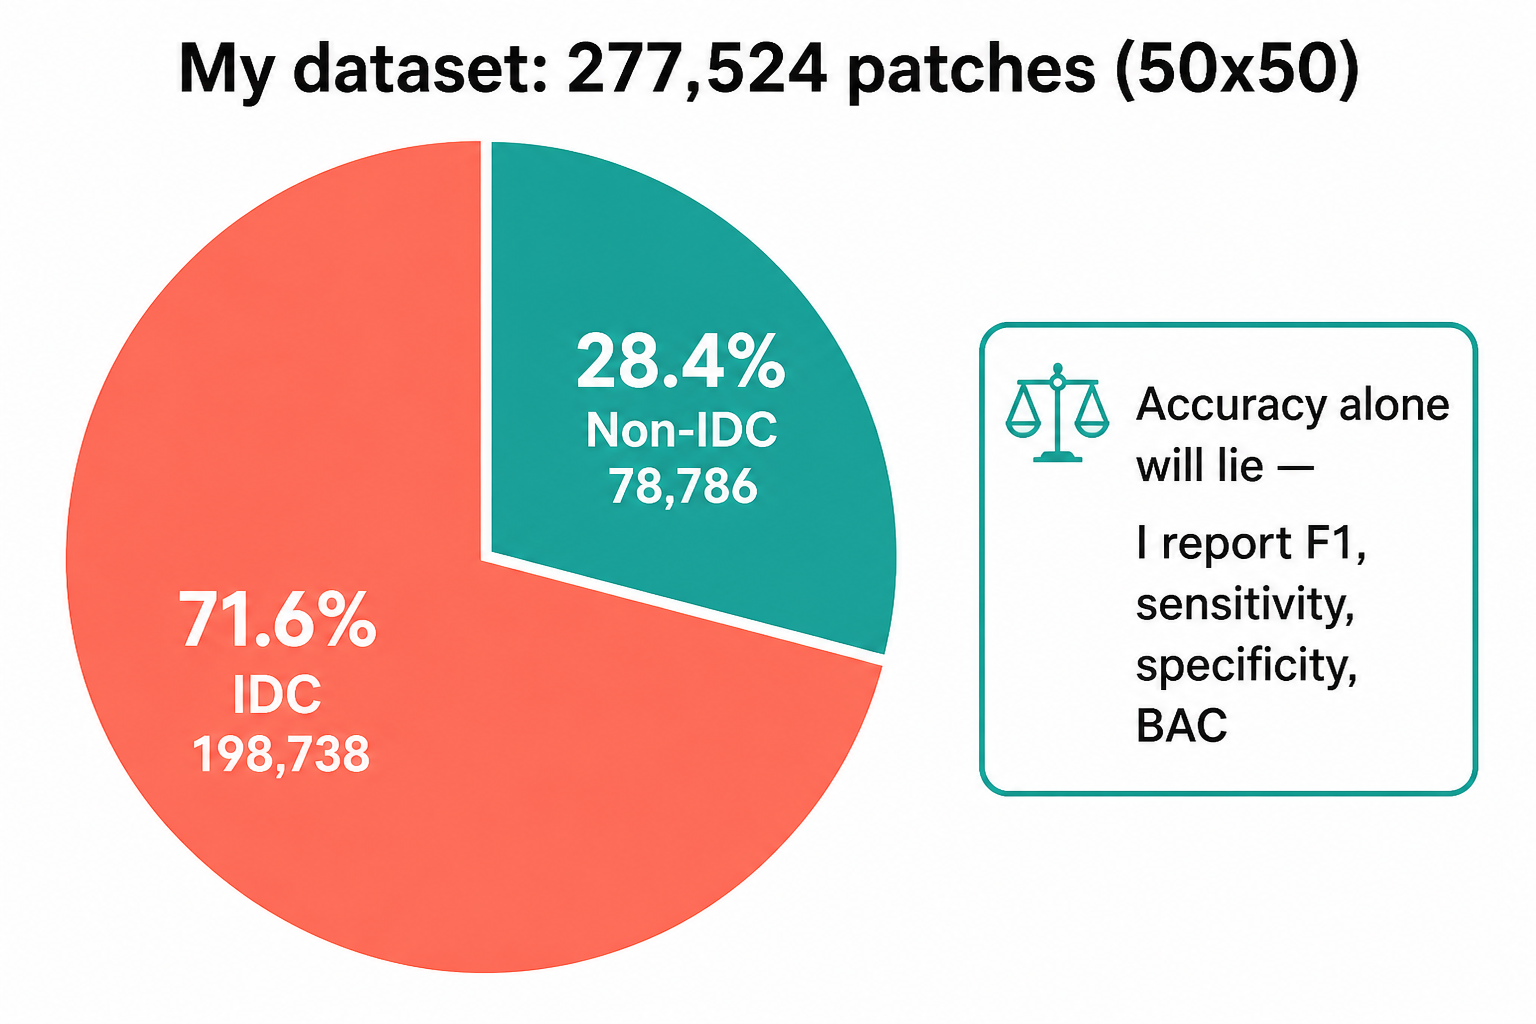 My dataset: 277,524 patches (50x50)
28.4%
Non-IDC
78,786
71.6%
IDC
198,738
Accuracy alone
will lie —
I report F1,
sensitivity,
specificity,
BAC